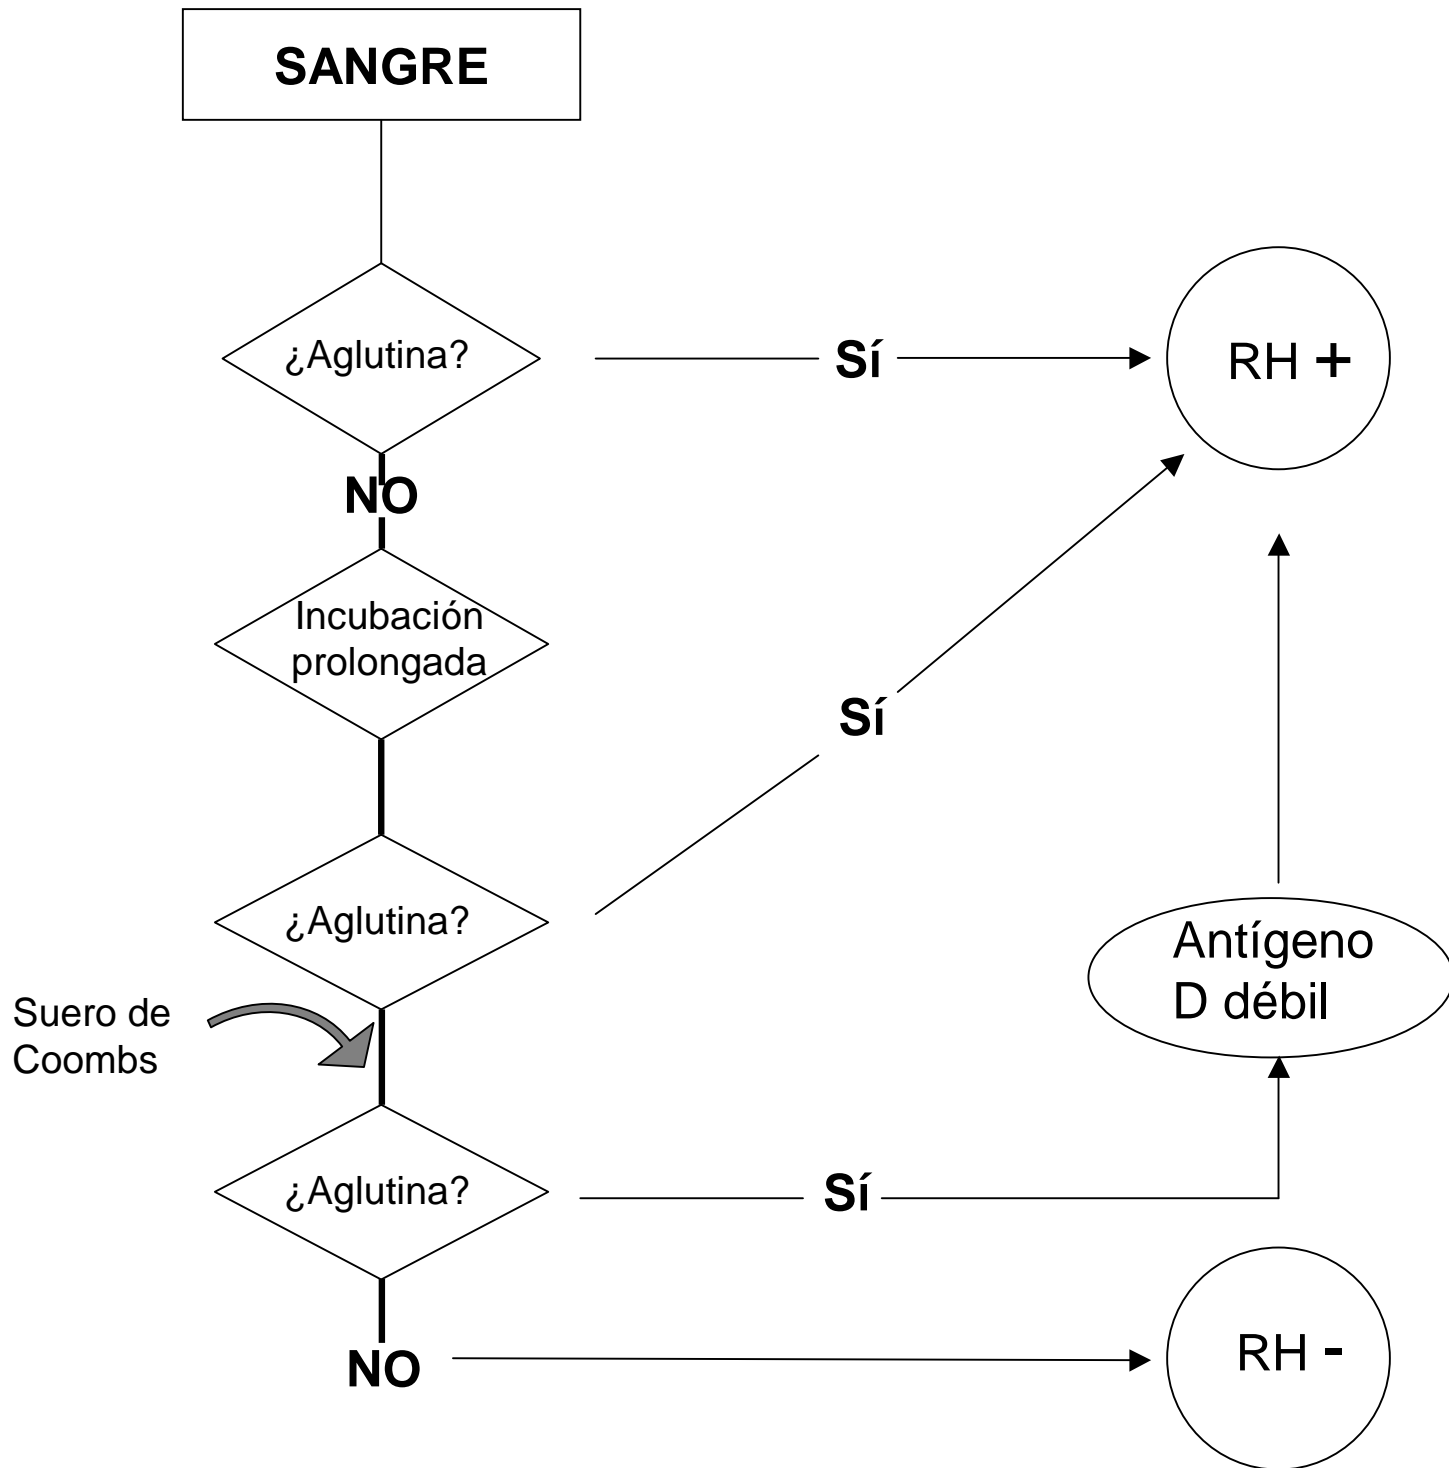 SANGRE
¿Aglutina?
Sí
RH +
NO
Incubación
prolongada
Sí
¿Aglutina?
Antígeno
D débil
Suero de
Coombs
¿Aglutina?
Sí
NO
RH -